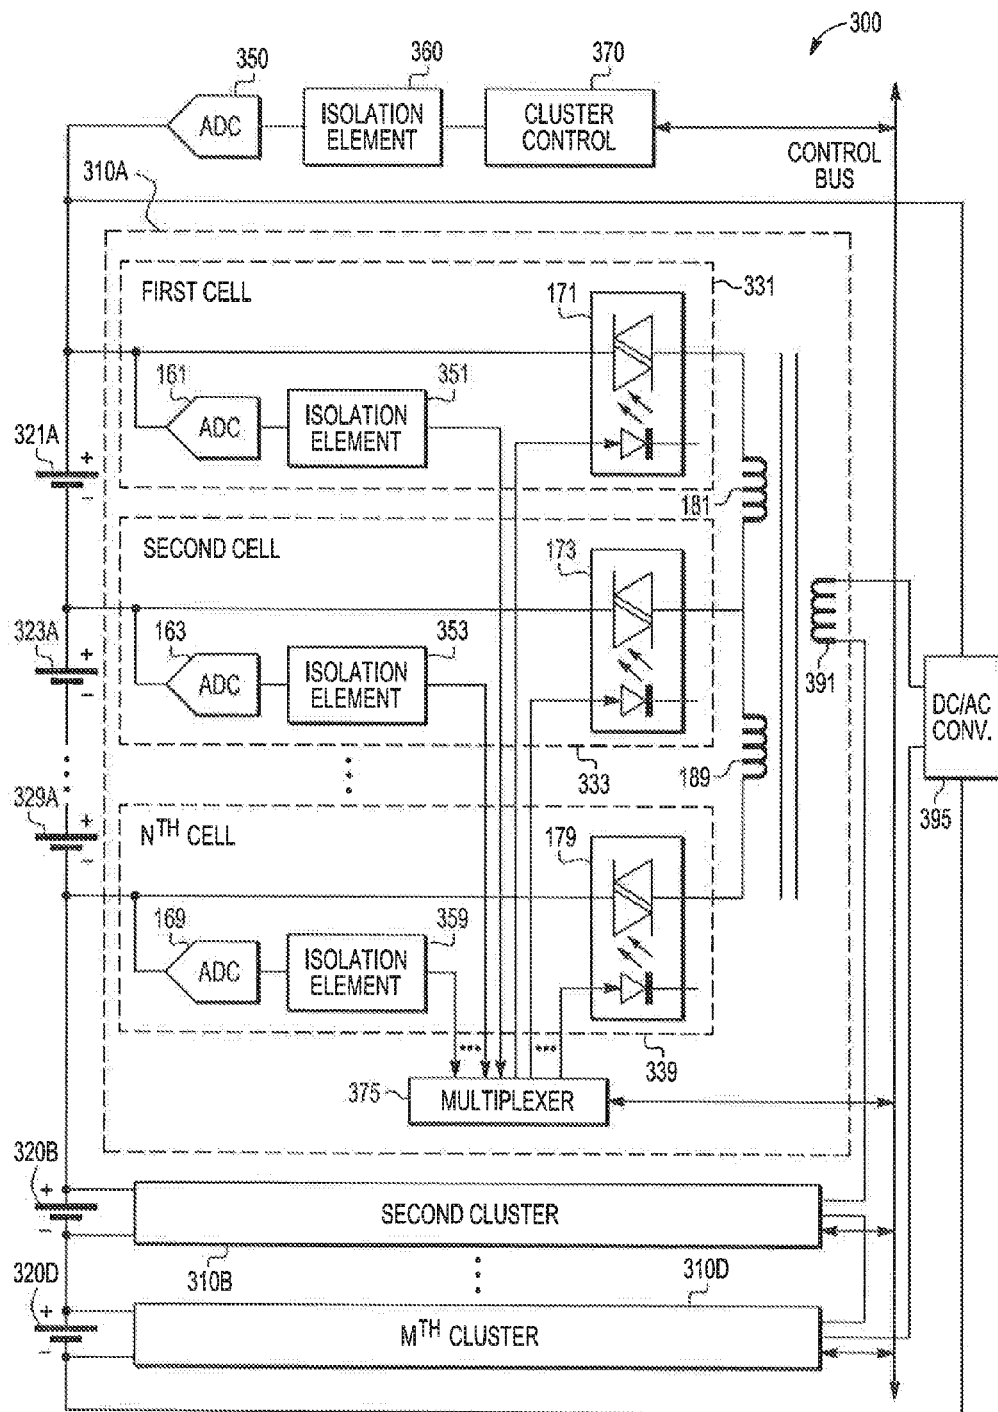 300
350
360
370
ADC
ISOLATION
ELEMENT
CLUSTER
CONTROL
CONTROL
BUS
310A
FIRST CELL
171
331
161
351
ADC
ISOLATION
ELEMENT
321A
+
−
181
SECOND CELL
173
323A
+
−
163
353
ADC
ISOLATION
ELEMENT
391
DC/AC
CONV.
333
189
395
329A
+
−
NTH CELL
179
169
359
ADC
ISOLATION
ELEMENT
339
375
MULTIPLEXER
320B
+
−
SECOND CLUSTER
320D
310B
310D
+
−
MTH CLUSTER